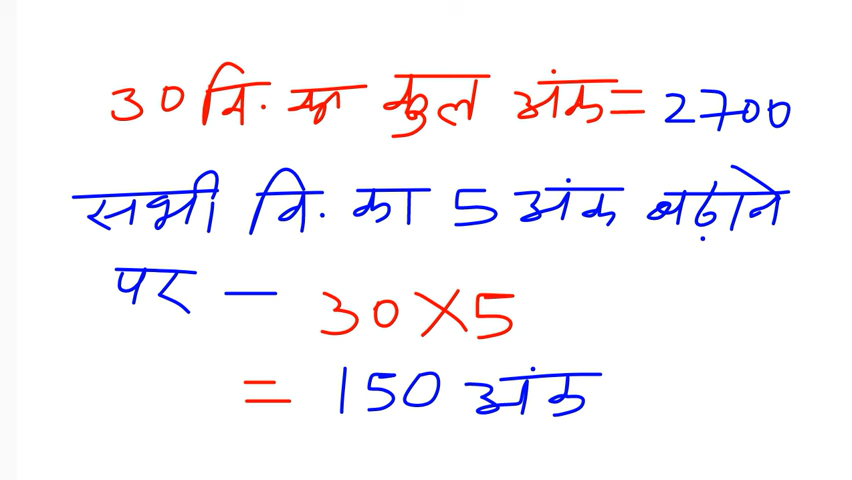 30 वि. का कुल अंक = 2700
सभी वि. का 5 अंक बढ़ाने
पर – 30 × 5
= 150 अंक